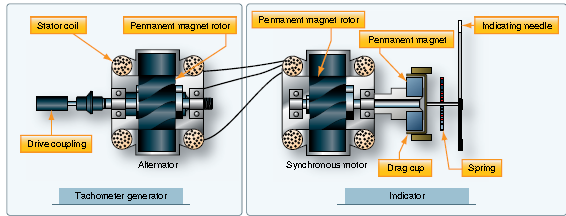 Stator coil
Permanent magnet rotor
Drive coupling
Alternator
Tachometer generator
Permanent magnet rotor
Permanent magnet
Indicating needle
Synchronous motor
Drag cup
Spring
Indicator